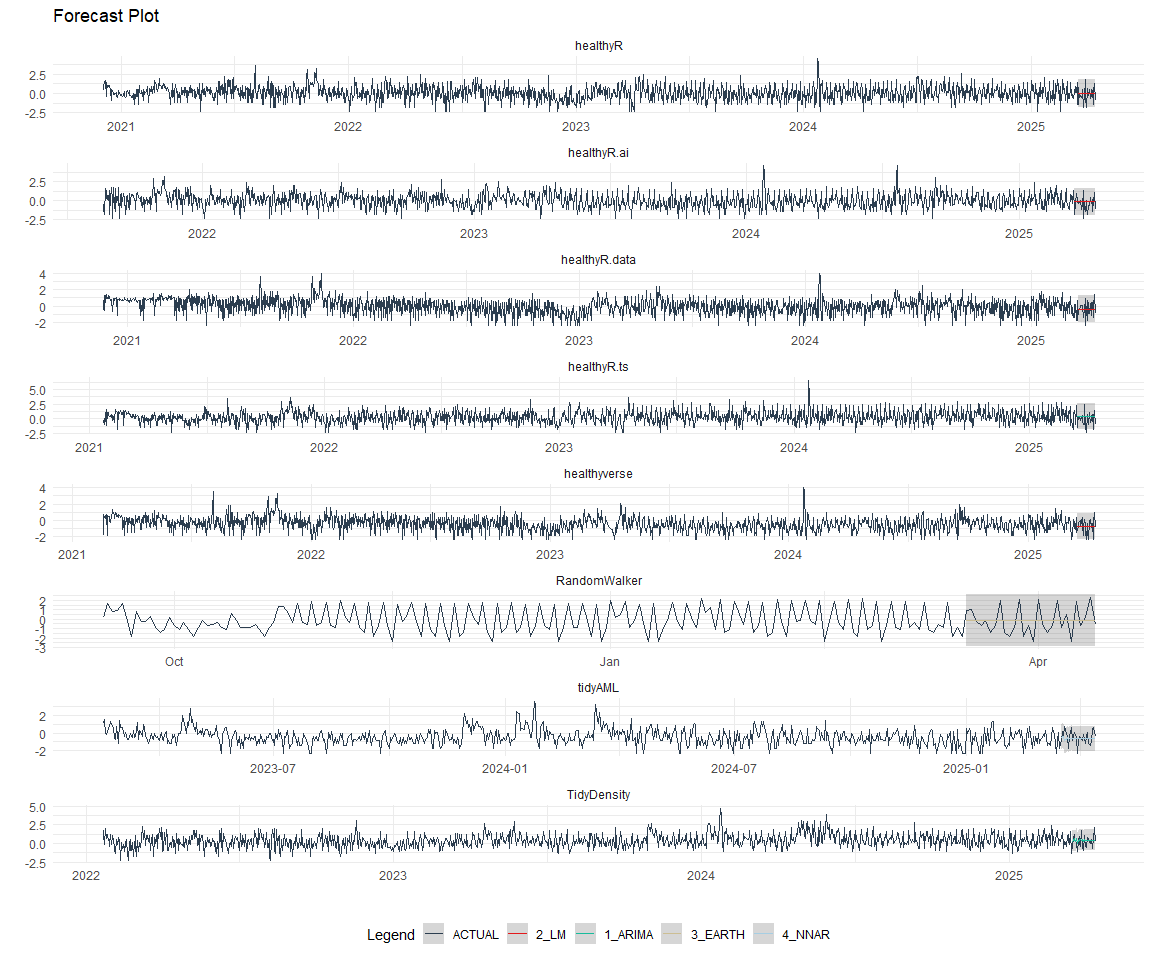 Forecast Plot
healthyR
2.5
0.0
-2.5
2021 2022 2023 2024 2025
healthyR.ai
2.5
0.0
-2.5
2022 2023 2024 2025
healthyR.data
4
2
0
-2
2021 2022 2023 2024 2025
healthyR.ts
5.0
2.5
0.0
-2.5
2021 2022 2023 2024 2025
healthyverse
4
2
0
-2
2021 2022 2023 2024 2025
RandomWalker
2
1
0
-1
-2
-3
Oct Jan Apr
tidyAML
2
0
-2
2023-07 2024-01 2024-07 2025-01
TidyDensity
5.0
2.5
0.0
-2.5
2022 2023 2024 2025
Legend ACTUAL 2_LM 1_ARIMA 3_EARTH 4_NNAR